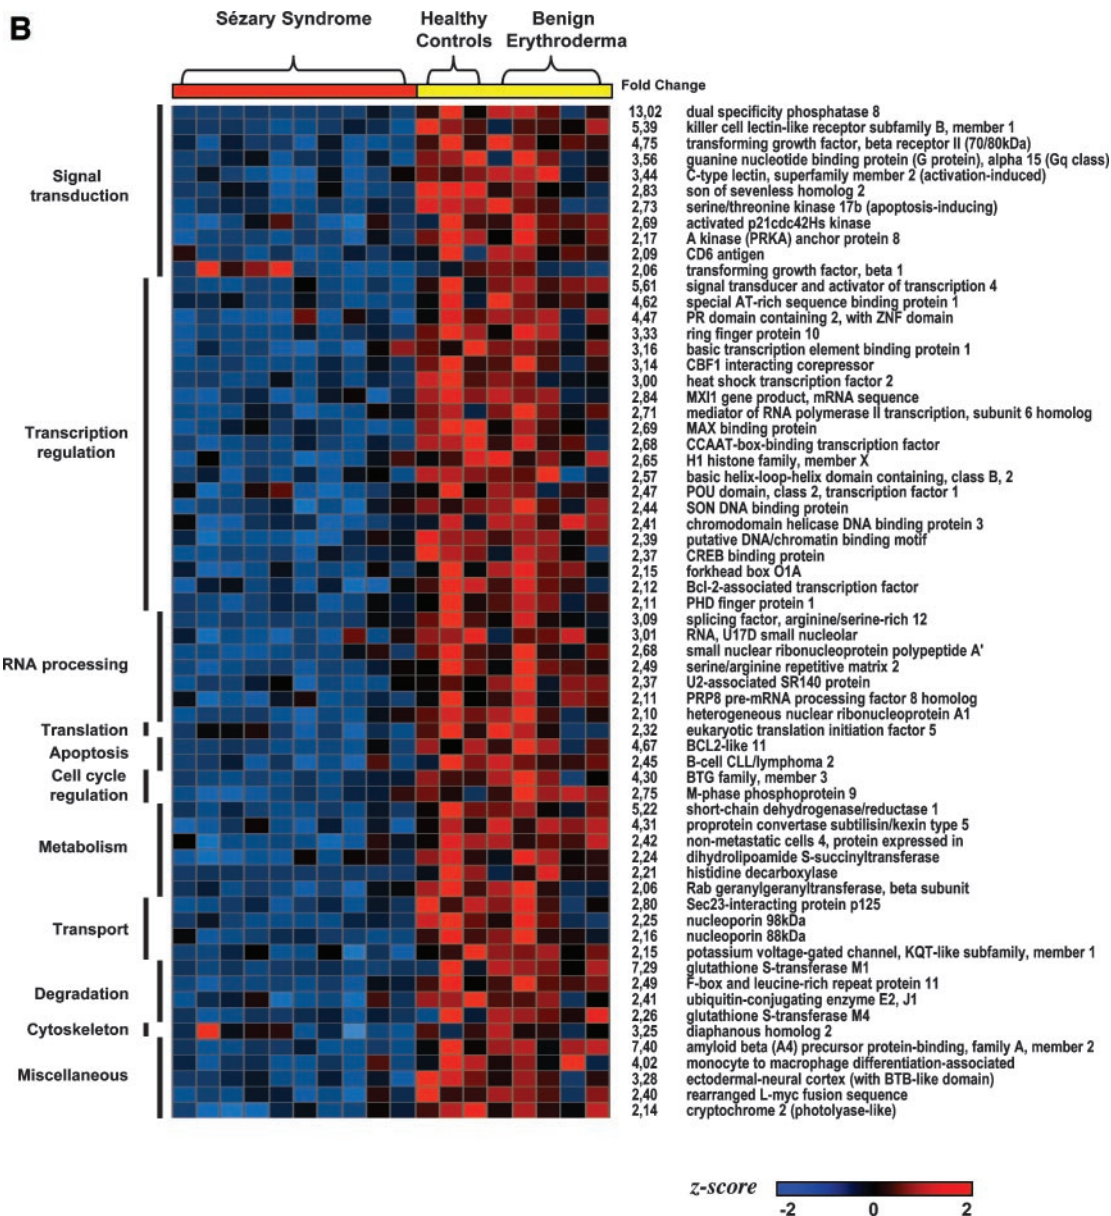 B
Sézary Syndrome
Healthy
Controls
Benign
Erythroderma
Fold Change
Signal
transduction
13,02 dual specificity phosphatase 8
5,39 killer cell lectin-like receptor subfamily B, member 1
4,75 transforming growth factor, beta receptor II (70/80kDa)
3,56 guanine nucleotide binding protein (G protein), alpha 15 (Gq class)
3,44 C-type lectin, superfamily member 2 (activation-induced)
2,83 son of sevenless homolog 2
2,73 serine/threonine kinase 17b (apoptosis-inducing)
2,69 activated p21cdc42Hs kinase
2,17 A kinase (PRKA) anchor protein 8
2,09 CD6 antigen
2,06 transforming growth factor, beta 1
Transcription
regulation
5,61 signal transducer and activator of transcription 4
4,62 special AT-rich sequence binding protein 1
4,47 PR domain containing 2, with ZNF domain
3,33 ring finger protein 10
3,16 basic transcription element binding protein 1
3,14 CBF1 interacting corepressor
3,00 heat shock transcription factor 2
2,84 MXI1 gene product, mRNA sequence
2,71 mediator of RNA polymerase II transcription, subunit 6 homolog
2,69 MAX binding protein
2,68 CCAAT-box-binding transcription factor
2,65 H1 histone family, member X
2,57 basic helix-loop-helix domain containing, class B, 2
2,47 POU domain, class 2, transcription factor 1
2,44 SON DNA binding protein
2,41 chromodomain helicase DNA binding protein 3
2,39 putative DNA/chromatin binding motif
2,37 CREB binding protein
2,15 forkhead box O1A
2,12 Bcl-2-associated transcription factor
2,11 PHD finger protein 1
RNA processing
3,09 splicing factor, arginine/serine-rich 12
3,01 RNA, U17D small nucleolar
2,68 small nuclear ribonucleoprotein polypeptide A'
2,49 serine/arginine repetitive matrix 2
2,37 U2-associated SR140 protein
2,11 PRP8 pre-mRNA processing factor 8 homolog
2,10 heterogeneous nuclear ribonucleoprotein A1
Translation
2,32 eukaryotic translation initiation factor 5
Apoptosis
4,67 BCL2-like 11
2,45 B-cell CLL/lymphoma 2
Cell cycle
regulation
4,30 BTG family, member 3
2,75 M-phase phosphoprotein 9
Metabolism
5,22 short-chain dehydrogenase/reductase 1
4,31 proprotein convertase subtilisin/kexin type 5
2,42 non-metastatic cells 4, protein expressed in
2,24 dihydrolipoamide S-succinyltransferase
2,21 histidine decarboxylase
2,06 Rab geranylgeranyltransferase, beta subunit
Transport
2,80 Sec23-interacting protein p125
2,25 nucleoporin 98kDa
2,16 nucleoporin 88kDa
2,15 potassium voltage-gated channel, KQT-like subfamily, member 1
Degradation
7,29 glutathione S-transferase M1
2,49 F-box and leucine-rich repeat protein 11
2,41 ubiquitin-conjugating enzyme E2, J1
2,26 glutathione S-transferase M4
Cytoskeleton
3,25 diaphanous homolog 2
Miscellaneous
7,40 amyloid beta (A4) precursor protein-binding, family A, member 2
4,02 monocyte to macrophage differentiation-associated
3,28 ectodermal-neural cortex (with BTB-like domain)
2,40 rearranged L-myc fusion sequence
2,14 cryptochrome 2 (photolyase-like)
z-score
-2 0 2